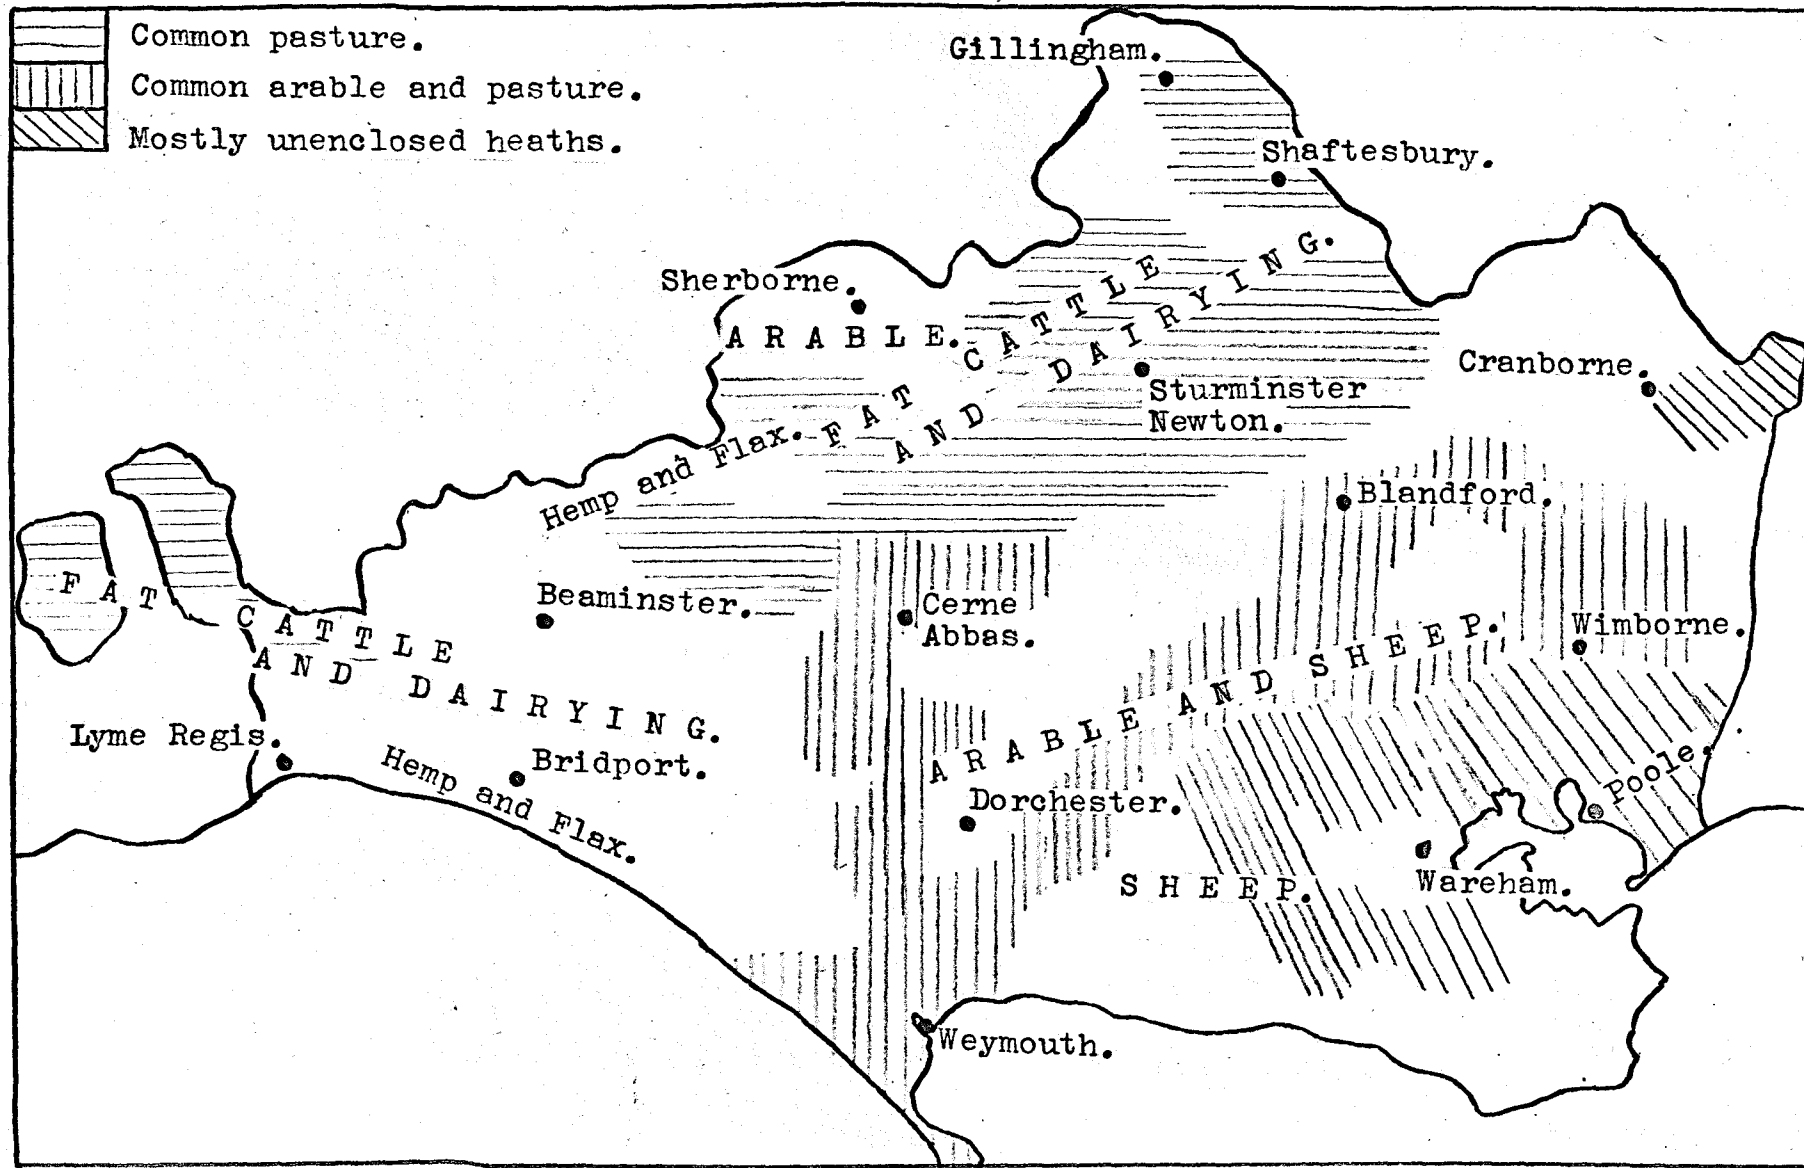 Common pasture.
Common arable and pasture.
Mostly unenclosed heaths.
Gillingham.
Shaftesbury.
Sherborne.
ARABLE.
FAT CATTLE
AND DAIRYING.
Cranborne.
Sturminster
Newton.
Hemp and Flax.
Blandford.
FAT CATTLE
AND DAIRYING.
Beaminster.
Cerne
Abbas.
Wimborne.
ARABLE AND SHEEP.
Lyme Regis.
Bridport.
Hemp and Flax.
Poole.
Dorchester.
SHEEP.
Wareham.
Weymouth.